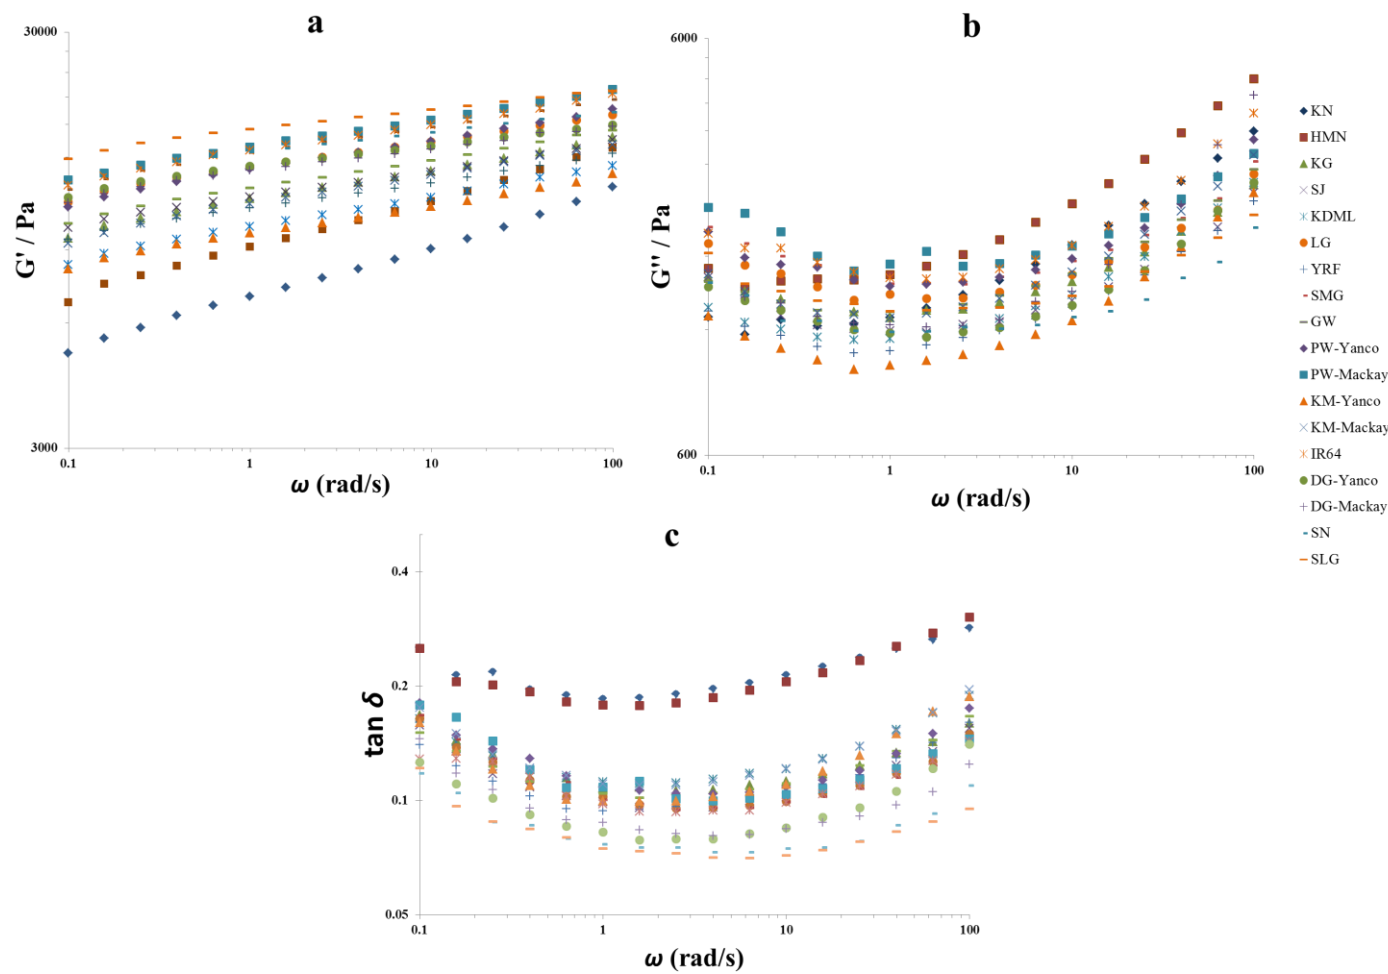 a
30000
G' / Pa
3000
0.1
1
10
100
ω (rad/s)
b
6000
G'' / Pa
600
0.1
1
10
100
ω (rad/s)
KN
HMN
KG
SJ
KDML
LG
YRF
SMG
GW
PW-Yanco
PW-Mackay
KM-Yanco
KM-Mackay
IR64
DG-Yanco
DG-Mackay
SN
SLG
c
0.4
0.2
tan δ
0.1
0.05
0.1
1
10
100
ω (rad/s)